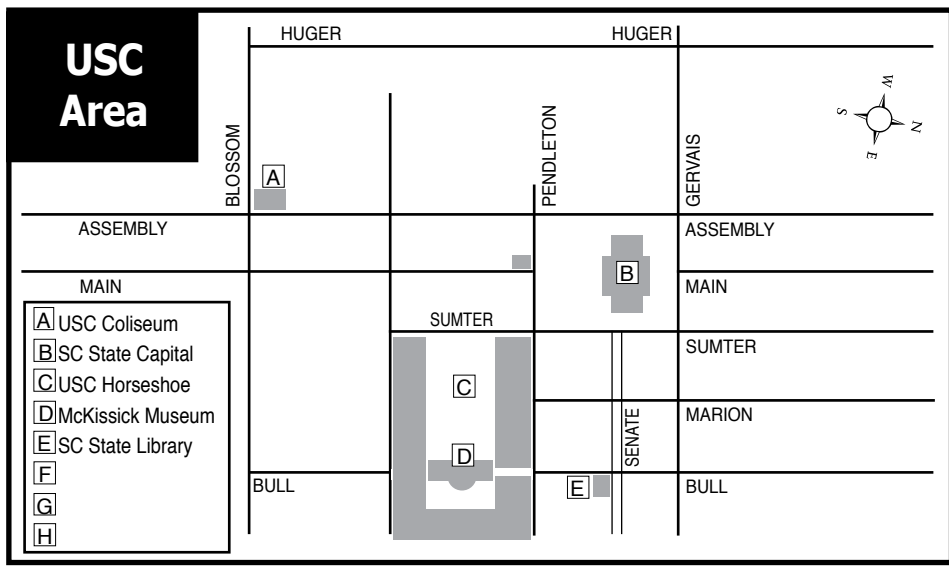 USC
Area
HUGER
HUGER
BLOSSOM
PENDLETON
GERVAIS
W
S
N
E
A
ASSEMBLY
ASSEMBLY
B
MAIN
MAIN
SUMTER
SUMTER
C
MARION
SENATE
D
BULL
E
BULL
A USC Coliseum
B SC State Capital
C USC Horseshoe
D McKissick Museum
E SC State Library
F
G
H